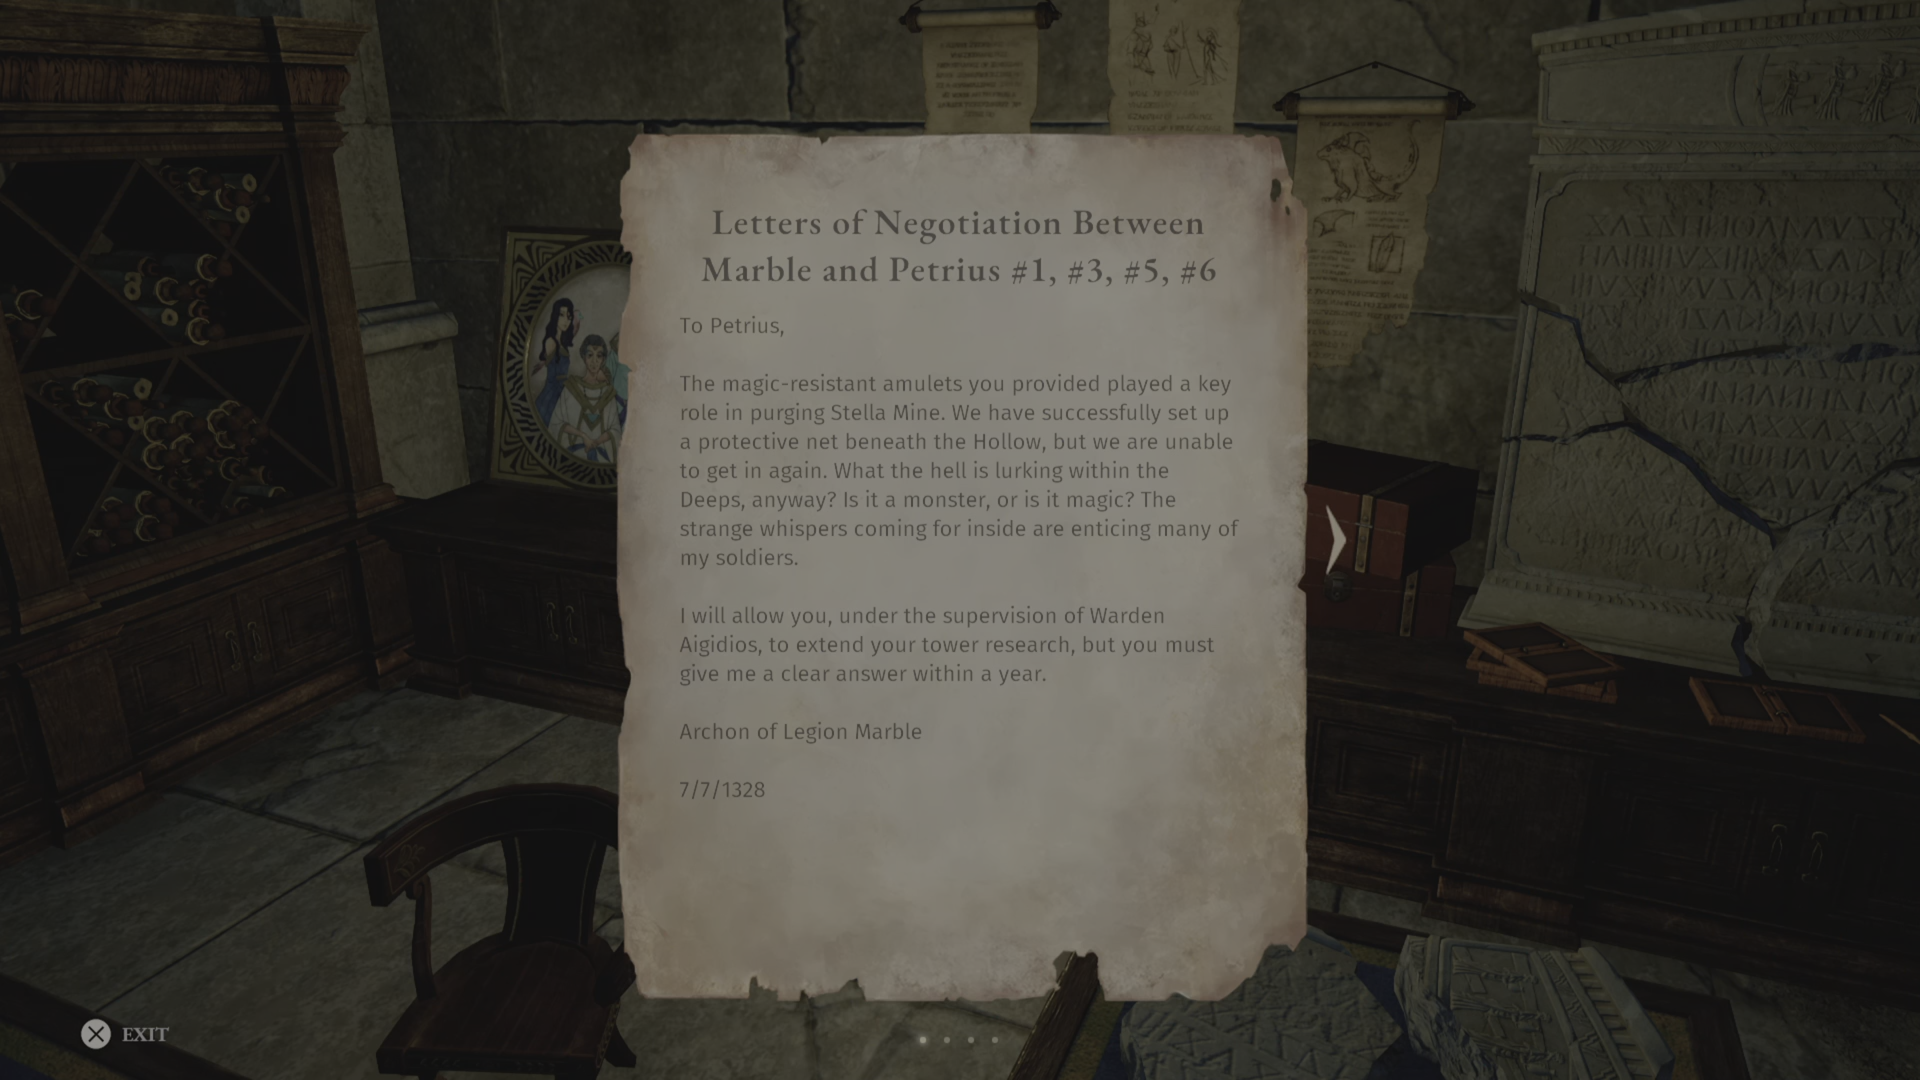 Letters of Negotiation Between
Marble and Petrius #1, #3, #5, #6
To Petrius,
The magic-resistant amulets you provided played a key
role in purging Stella Mine. We have successfully set up
a protective net beneath the Hollow, but we are unable
to get in again. What the hell is lurking within the
Deeps, anyway? Is it a monster, or is it magic? The
strange whispers coming for inside are enticing many of
my soldiers.
I will allow you, under the supervision of Warden
Aigidios, to extend your tower research, but you must
give me a clear answer within a year.
Archon of Legion Marble
7/7/1328
EXIT